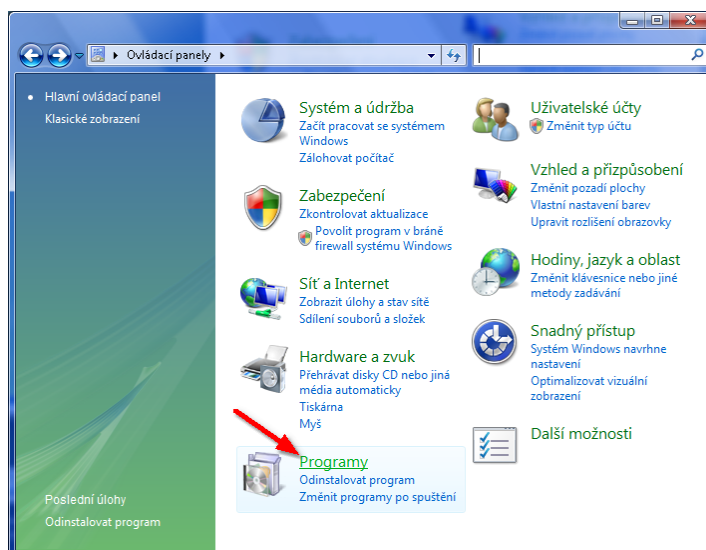 Ovládací panely
Hlavní ovládací panel
Klasické zobrazení
Poslední úlohy
Odinstalovat program
Systém a údržba
Začít pracovat se systémem
Windows
Zálohovat počítač
Zabezpečení
Zkontrolovat aktualizace
Povolit program v bráně
firewall systému Windows
Síť a Internet
Zobrazit úlohy a stav sítě
Sdílení souborů a složek
Hardware a zvuk
Přehrávat disky CD nebo jiná
média automaticky
Tiskárna
Myš
Programy
Odinstalovat program
Změnit programy po spuštění
Uživatelské účty
Změnit typ účtu
Vzhled a přizpůsobení
Změnit pozadí plochy
Vlastní nastavení barev
Upravit rozlišení obrazovky
Hodiny, jazyk a oblast
Změnit klávesnice nebo jiné
metody zadávání
Snadný přístup
Systém Windows navrhne
nastavení
Optimalizovat vizuální
zobrazení
Další možnosti